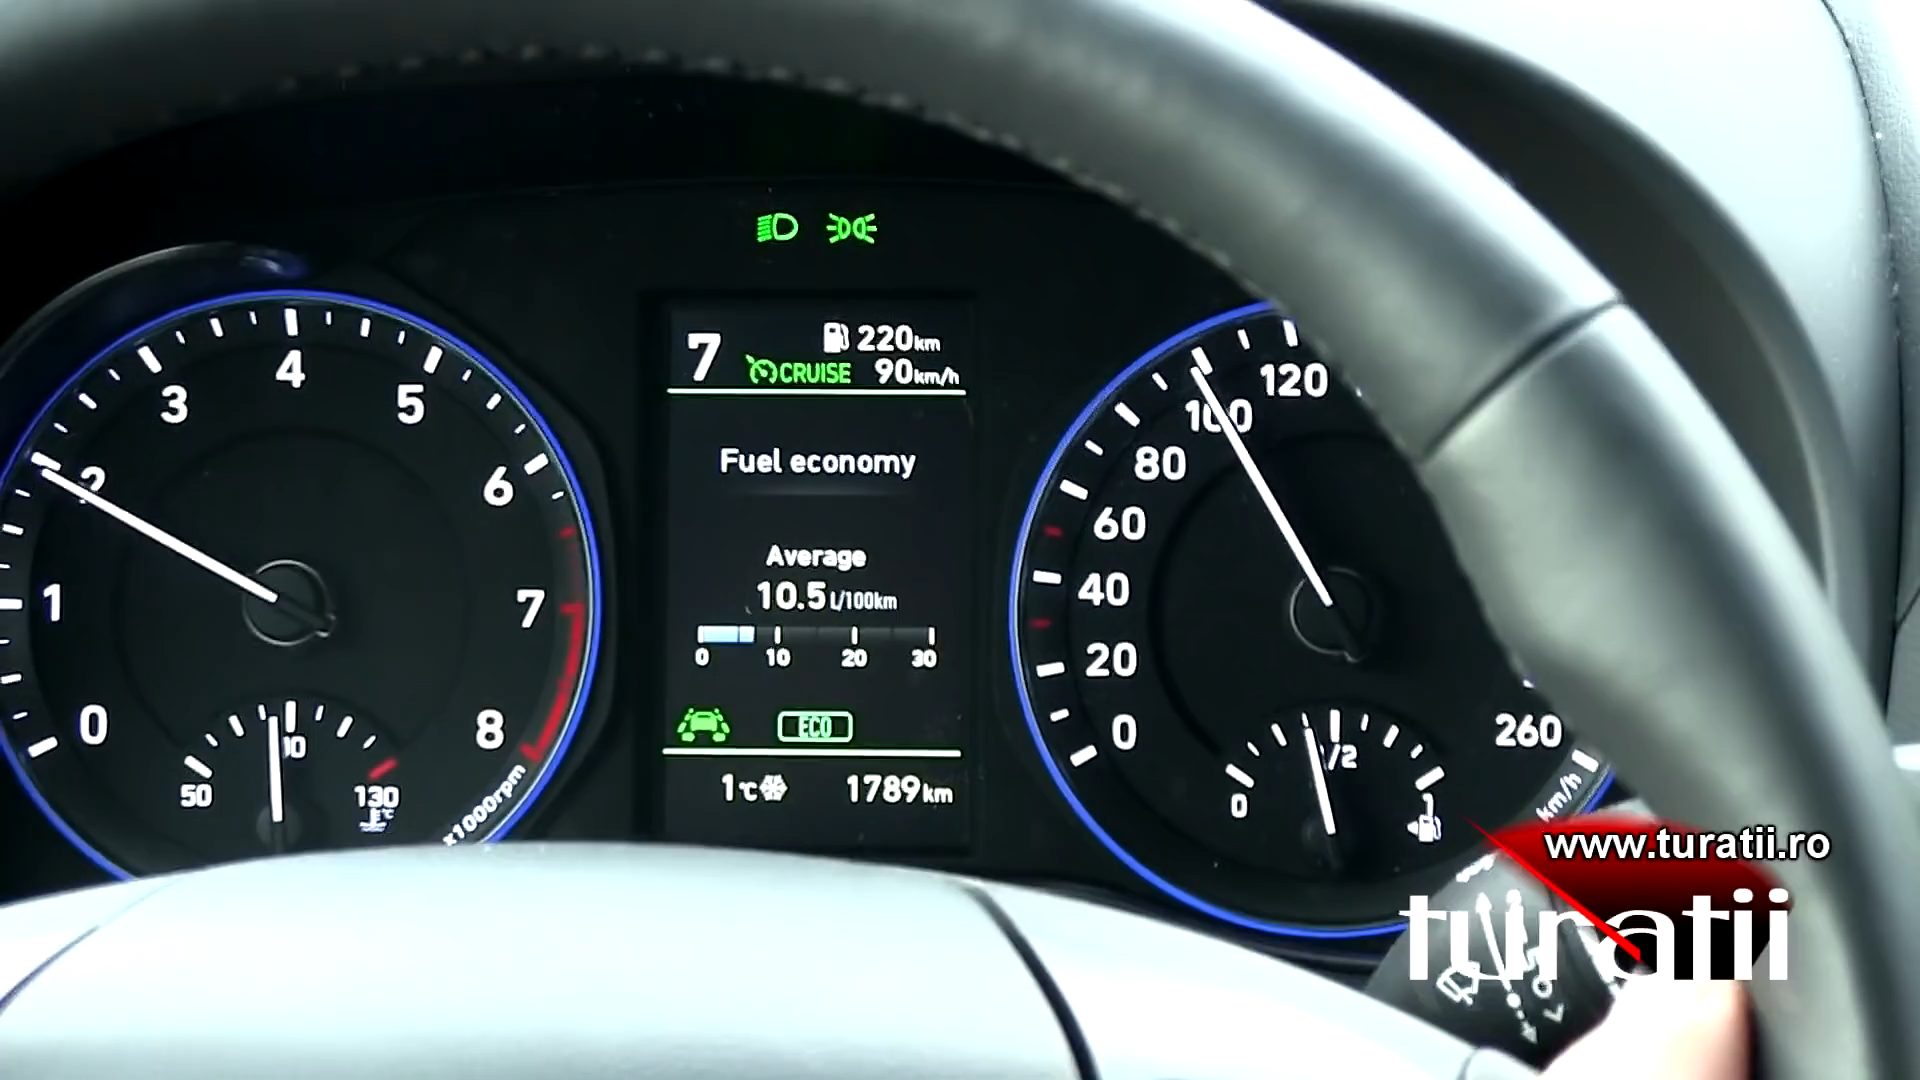 7
220km
CRUISE 90km/h
Fuel economy
Average
10.5 L/100km
0 10 20 30
ECO
1°C 1789km
0 1 2 3 4 5 6 7 8
x1000rpm
50 90 130
°C
0 20 40 60 80 100 120 260
km/h
0 1/2 1
www.turatii.ro
turatii